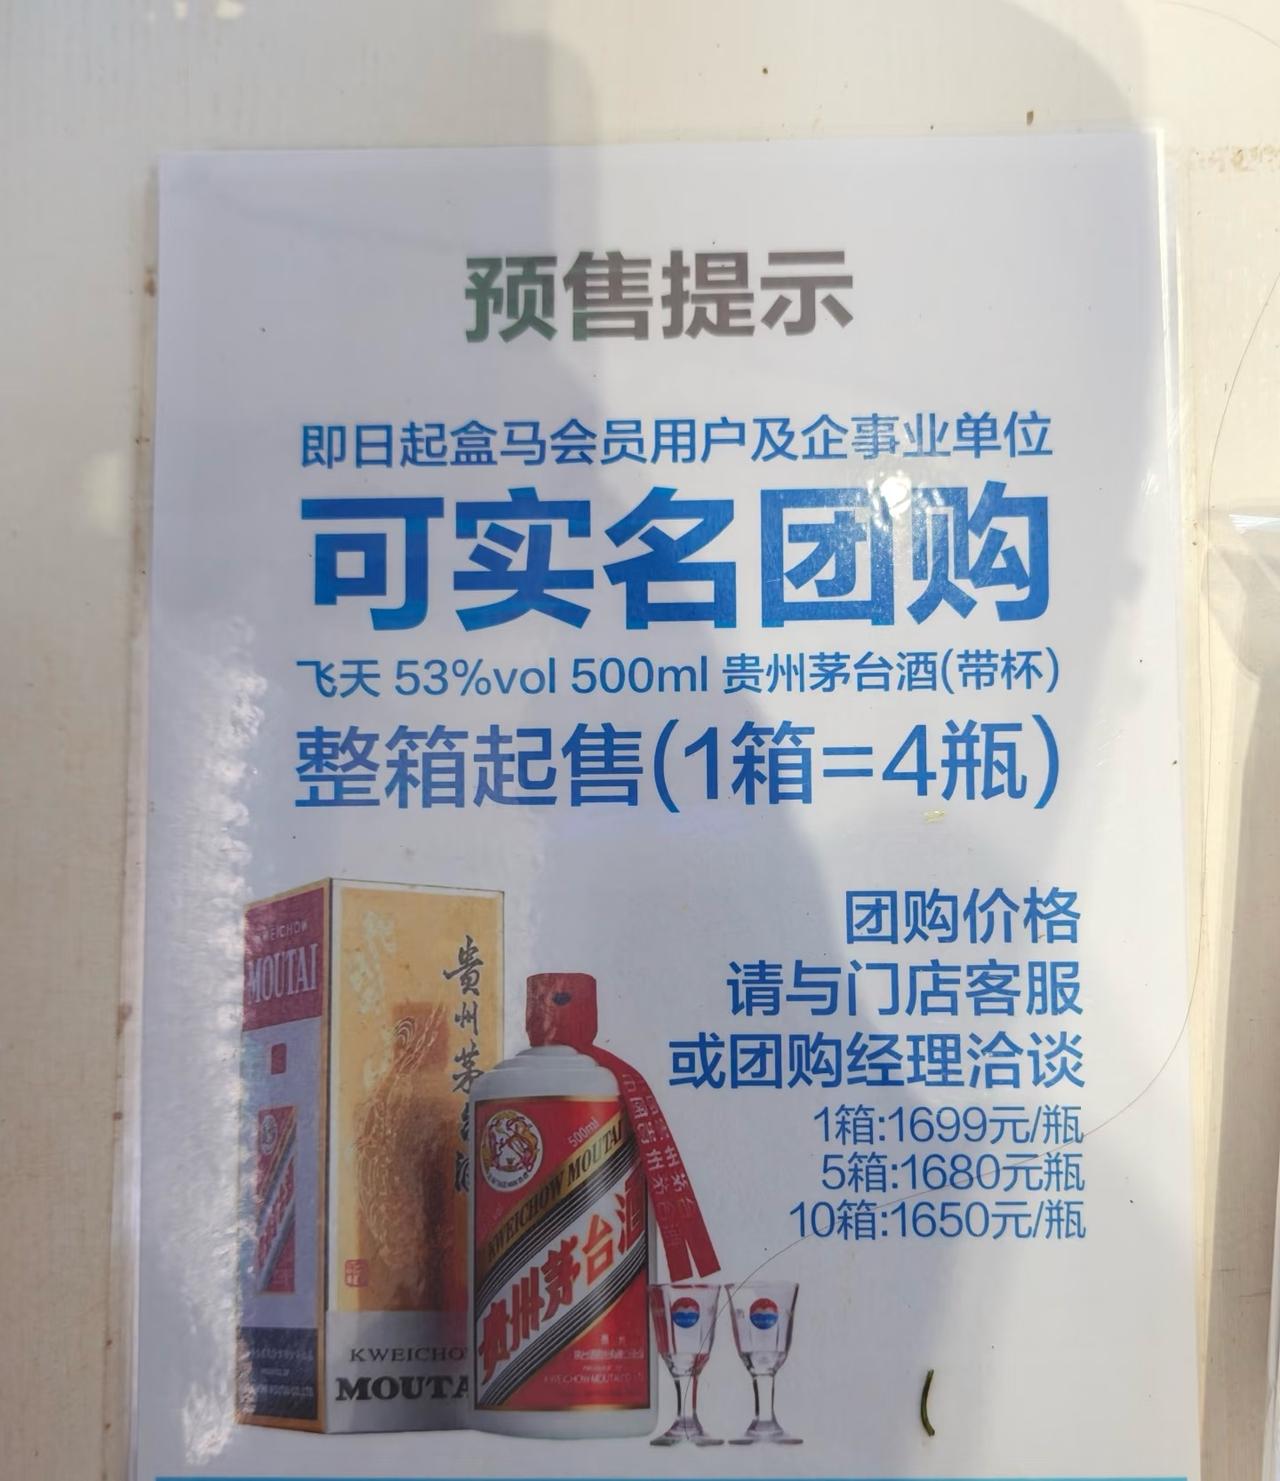 预售提示
即日起盒马会员用户及企事业单位
可实名团购
飞天 53%vol 500ml 贵州茅台酒(带杯)
整箱起售(1箱=4瓶)
团购价格
请与门店客服
或团购经理洽谈
1箱:1699元/瓶
5箱:1680元瓶
10箱:1650元/瓶
KWEICHOW
MOUTAI
贵州茅台酒
KWEICHO
MOUTA
500ml
KWEICHOW MOUTAI
贵州茅台酒